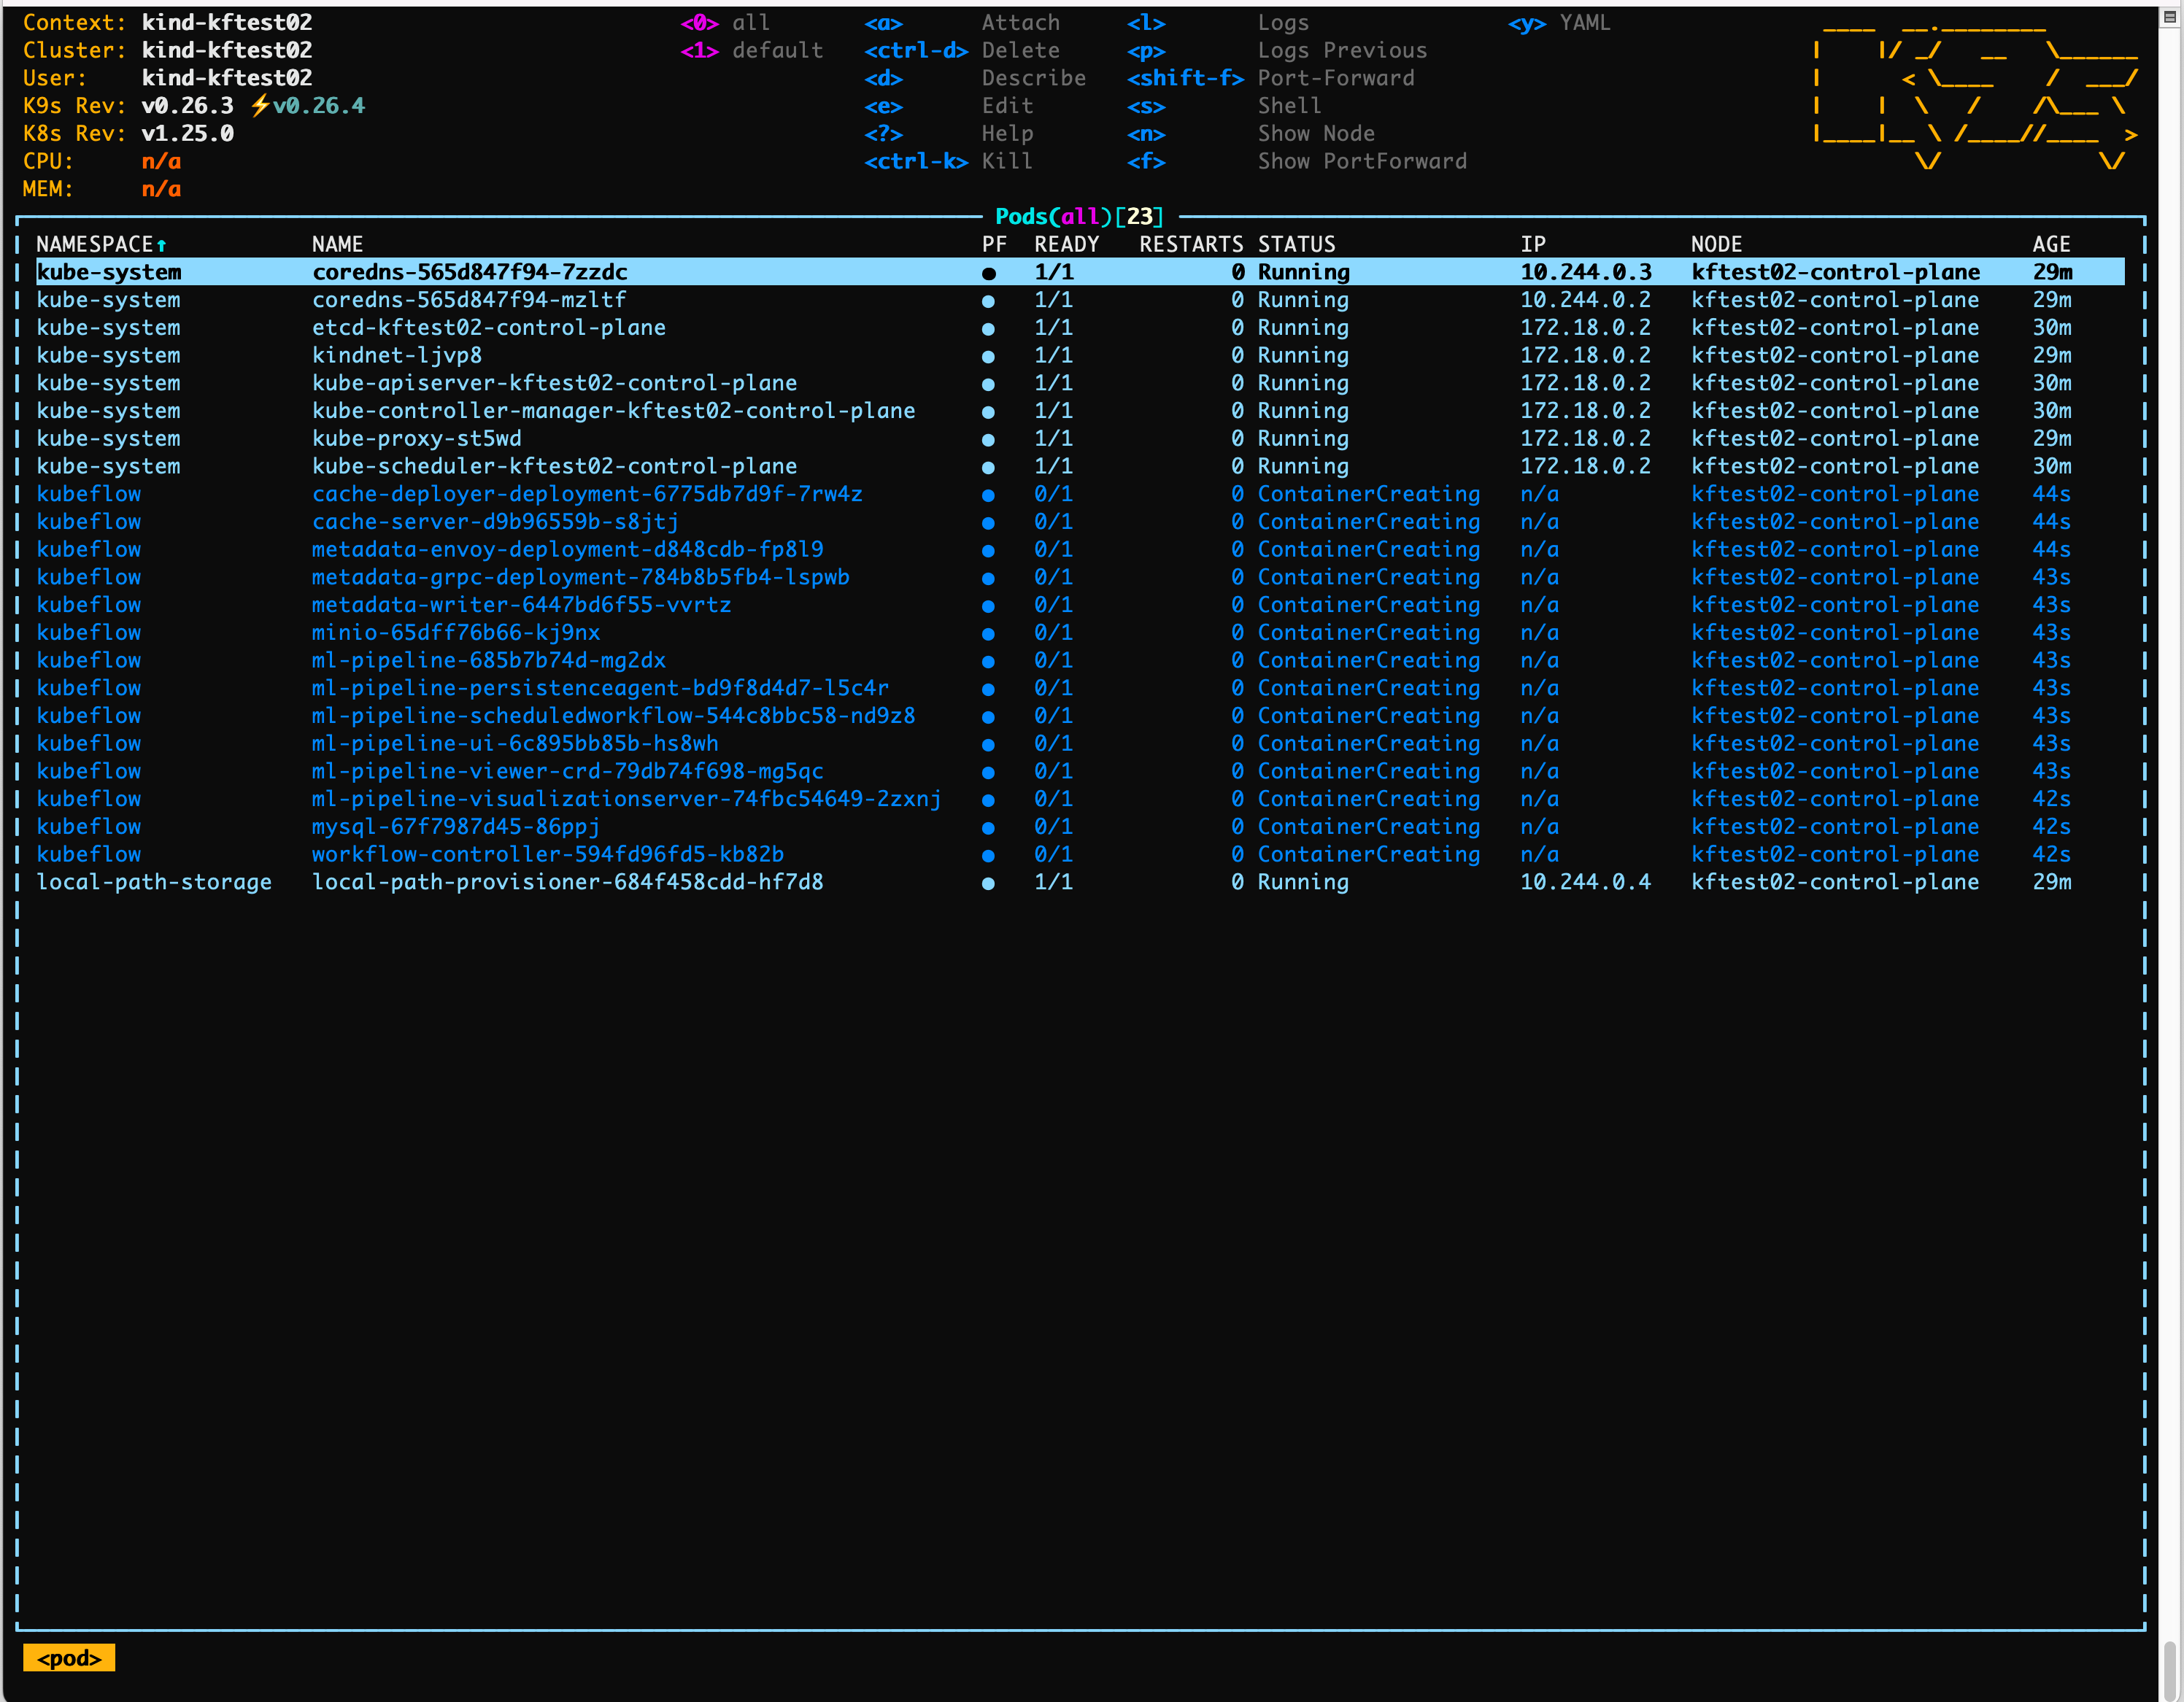 Context: kind-kftest02 <0> all <a> Attach <l> Logs <y> YAML
Cluster: kind-kftest02 <1> default <ctrl-d> Delete <p> Logs Previous
User: kind-kftest02 <d> Describe <shift-f> Port-Forward
K9s Rev: v0.26.3 ⚡v0.26.4 <e> Edit <s> Shell
K8s Rev: v1.25.0 <?> Help <n> Show Node
CPU: n/a <ctrl-k> Kill <f> Show PortForward
MEM: n/a
Pods(all)[23]
NAMESPACE↑ NAME PF READY RESTARTS STATUS IP NODE AGE
kube-system coredns-565d847f94-7zzdc ● 1/1 0 Running 10.244.0.3 kftest02-control-plane 29m
kube-system coredns-565d847f94-mzltf ● 1/1 0 Running 10.244.0.2 kftest02-control-plane 29m
kube-system etcd-kftest02-control-plane ● 1/1 0 Running 172.18.0.2 kftest02-control-plane 30m
kube-system kindnet-ljvp8 ● 1/1 0 Running 172.18.0.2 kftest02-control-plane 29m
kube-system kube-apiserver-kftest02-control-plane ● 1/1 0 Running 172.18.0.2 kftest02-control-plane 30m
kube-system kube-controller-manager-kftest02-control-plane ● 1/1 0 Running 172.18.0.2 kftest02-control-plane 30m
kube-system kube-proxy-st5wd ● 1/1 0 Running 172.18.0.2 kftest02-control-plane 29m
kube-system kube-scheduler-kftest02-control-plane ● 1/1 0 Running 172.18.0.2 kftest02-control-plane 30m
kubeflow cache-deployer-deployment-6775db7d9f-7rw4z ● 0/1 0 ContainerCreating n/a kftest02-control-plane 44s
kubeflow cache-server-d9b96559b-s8jtj ● 0/1 0 ContainerCreating n/a kftest02-control-plane 44s
kubeflow metadata-envoy-deployment-d848cdb-fp8l9 ● 0/1 0 ContainerCreating n/a kftest02-control-plane 44s
kubeflow metadata-grpc-deployment-784b8b5fb4-lspwb ● 0/1 0 ContainerCreating n/a kftest02-control-plane 43s
kubeflow metadata-writer-6447bd6f55-vvrtz ● 0/1 0 ContainerCreating n/a kftest02-control-plane 43s
kubeflow minio-65dff76b66-kj9nx ● 0/1 0 ContainerCreating n/a kftest02-control-plane 43s
kubeflow ml-pipeline-685b7b74d-mg2dx ● 0/1 0 ContainerCreating n/a kftest02-control-plane 43s
kubeflow ml-pipeline-persistenceagent-bd9f8d4d7-l5c4r ● 0/1 0 ContainerCreating n/a kftest02-control-plane 43s
kubeflow ml-pipeline-scheduledworkflow-544c8bbc58-nd9z8 ● 0/1 0 ContainerCreating n/a kftest02-control-plane 43s
kubeflow ml-pipeline-ui-6c895bb85b-hs8wh ● 0/1 0 ContainerCreating n/a kftest02-control-plane 43s
kubeflow ml-pipeline-viewer-crd-79db74f698-mg5qc ● 0/1 0 ContainerCreating n/a kftest02-control-plane 43s
kubeflow ml-pipeline-visualizationserver-74fbc54649-2zxnj ● 0/1 0 ContainerCreating n/a kftest02-control-plane 42s
kubeflow mysql-67f7987d45-86ppj ● 0/1 0 ContainerCreating n/a kftest02-control-plane 42s
kubeflow workflow-controller-594fd96fd5-kb82b ● 0/1 0 ContainerCreating n/a kftest02-control-plane 42s
local-path-storage local-path-provisioner-684f458cdd-hf7d8 ● 1/1 0 Running 10.244.0.4 kftest02-control-plane 29m
<pod>